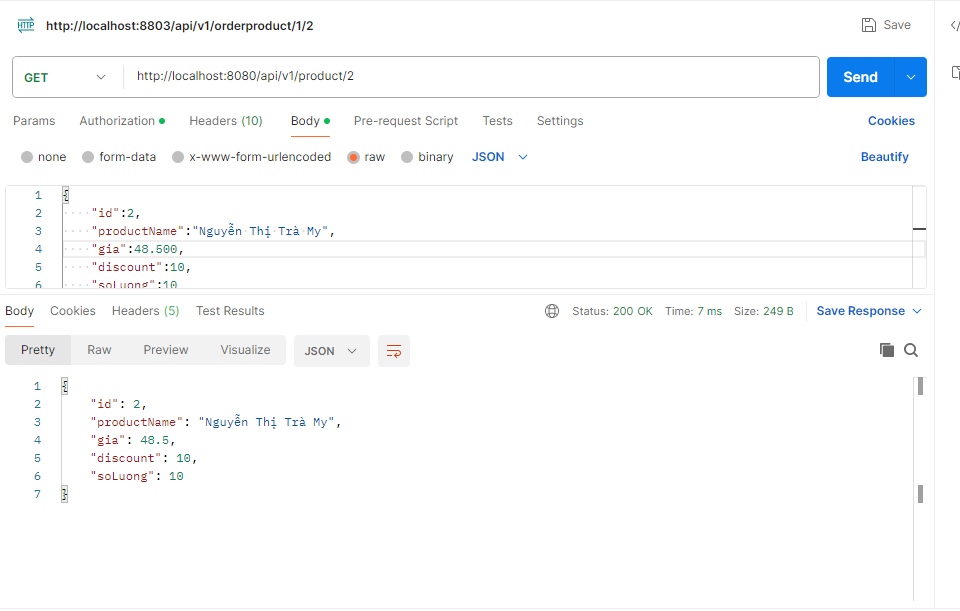 HTTP http://localhost:8803/api/v1/orderproduct/1/2 Save
GET http://localhost:8080/api/v1/product/2 Send
Params Authorization Headers (10) Body Pre-request Script Tests Settings Cookies
none form-data x-www-form-urlencoded raw binary JSON Beautify
1 {
2 "id":2,
3 "productName":"Nguyễn Thị Trà My",
4 "gia":48.500,
5 "discount":10,
6 "soLuong":10
Body Cookies Headers (5) Test Results Status: 200 OK Time: 7 ms Size: 249 B Save Response
Pretty Raw Preview Visualize JSON
1 {
2 "id": 2,
3 "productName": "Nguyễn Thị Trà My",
4 "gia": 48.5,
5 "discount": 10,
6 "soLuong": 10
7 }